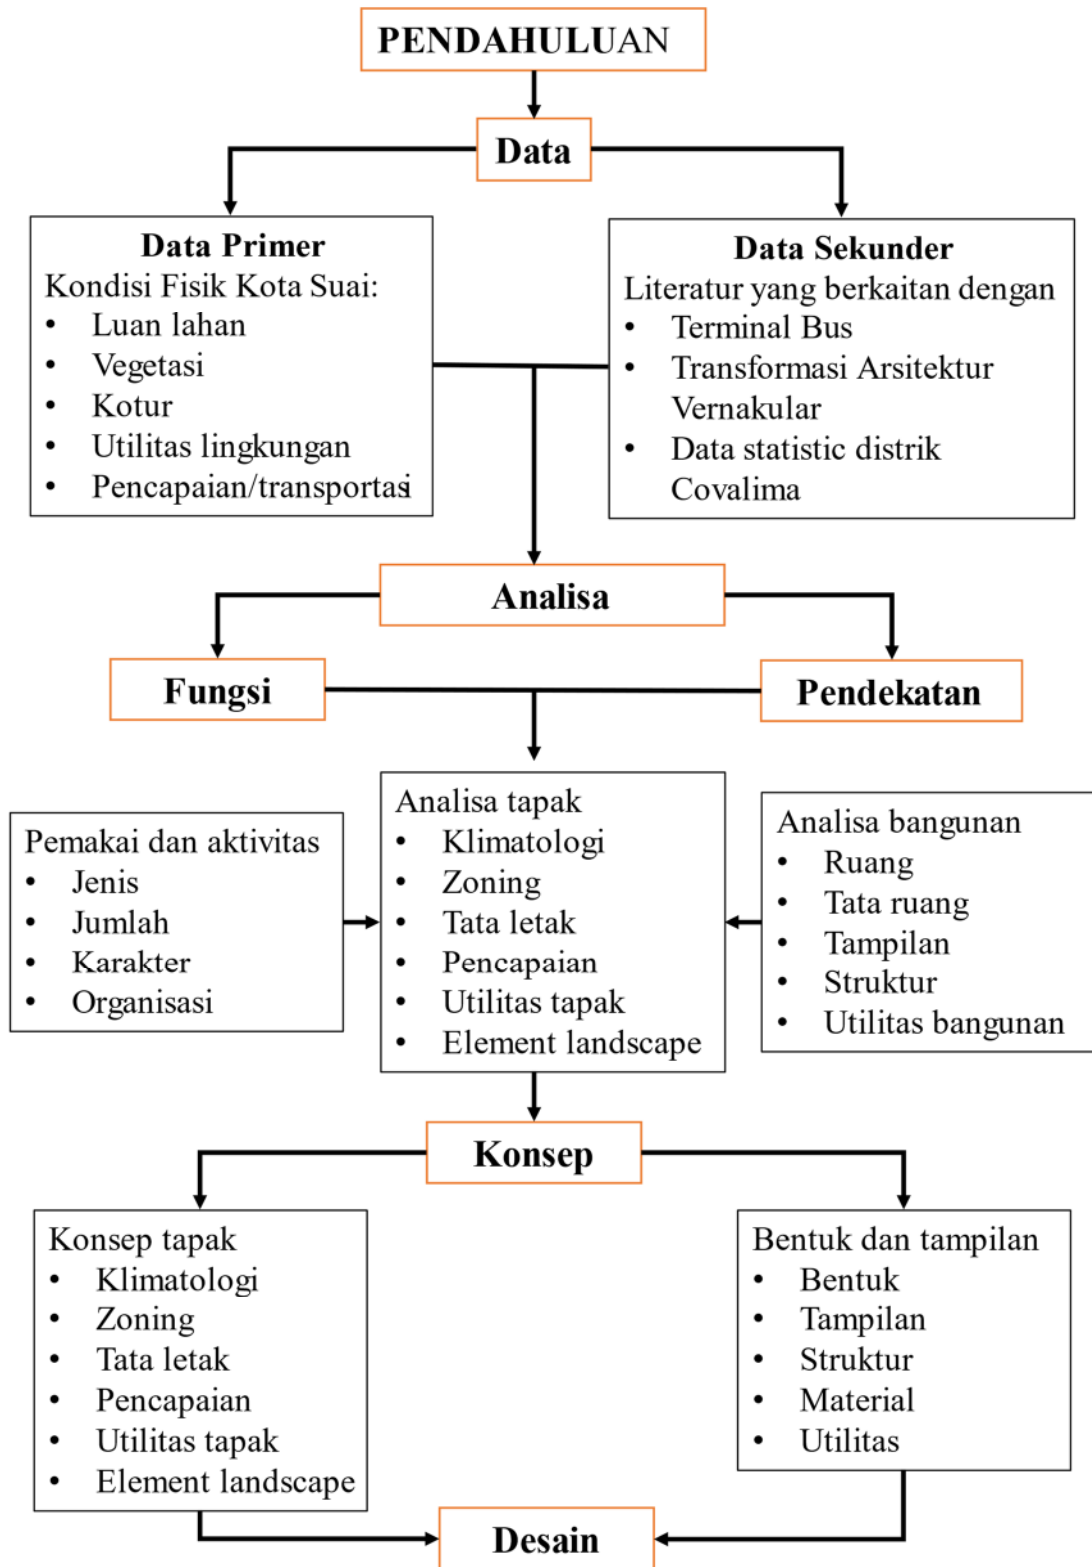 PENDAHULUAN
Data
Data Primer
Kondisi Fisik Kota Suai:
• Luan lahan
• Vegetasi
• Kotur
• Utilitas lingkungan
• Pencapaian/transportasi
Data Sekunder
Literatur yang berkaitan dengan
• Terminal Bus
• Transformasi Arsitektur
Vernakular
• Data statistic distrik
Covalima
Analisa
Fungsi
Pendekatan
Pemakai dan aktivitas
• Jenis
• Jumlah
• Karakter
• Organisasi
Analisa tapak
• Klimatologi
• Zoning
• Tata letak
• Pencapaian
• Utilitas tapak
• Element landscape
Analisa bangunan
• Ruang
• Tata ruang
• Tampilan
• Struktur
• Utilitas bangunan
Konsep
Konsep tapak
• Klimatologi
• Zoning
• Tata letak
• Pencapaian
• Utilitas tapak
• Element landscape
Bentuk dan tampilan
• Bentuk
• Tampilan
• Struktur
• Material
• Utilitas
Desain